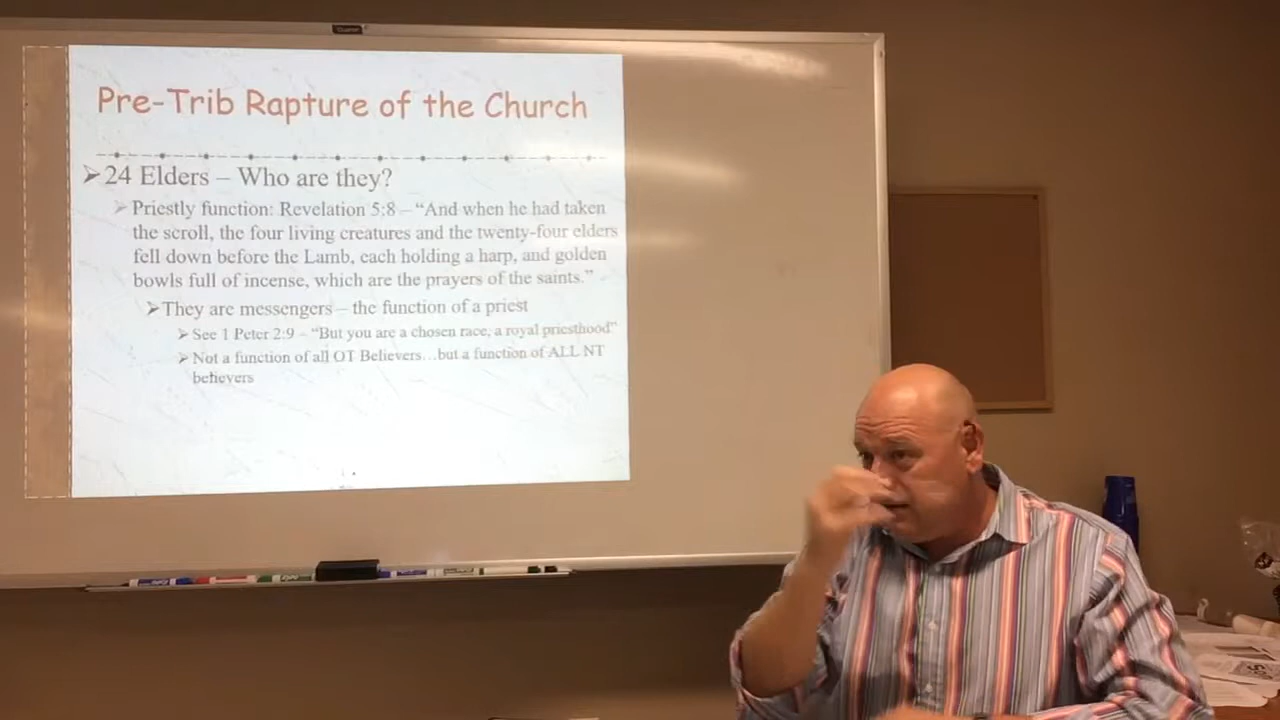 Pre-Trib Rapture of the Church
➢24 Elders – Who are they?
➢Priestly function: Revelation 5:8 – “And when he had taken
the scroll, the four living creatures and the twenty-four elders
fell down before the Lamb, each holding a harp, and golden
bowls full of incense, which are the prayers of the saints.”
➢They are messengers – the function of a priest
➢See 1 Peter 2:9 – “But you are a chosen race, a royal priesthood”
➢Not a function of all OT Believers…but a function of ALL NT
believers